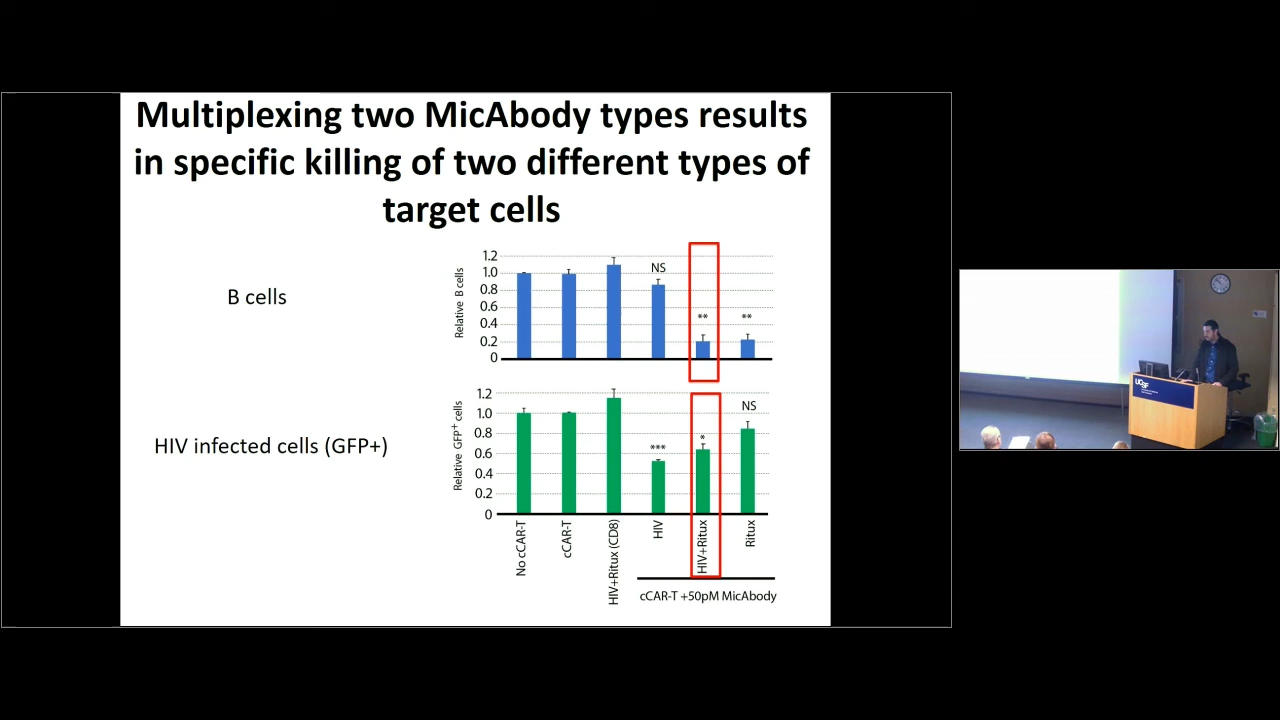 Multiplexing two MicAbody types results
in specific killing of two different types of
target cells
B cells
Relative B cells
1.2
1.0
0.8
0.6
0.4
0.2
0
NS
**
**
HIV infected cells (GFP+)
Relative GFP+ cells
1.2
1.0
0.8
0.6
0.4
0.2
0
***
*
NS
No cCAR-T
cCAR-T
HIV+Ritux (CD8)
HIV
HIV+Ritux
Ritux
cCAR-T +50pM MicAbody
UCSF